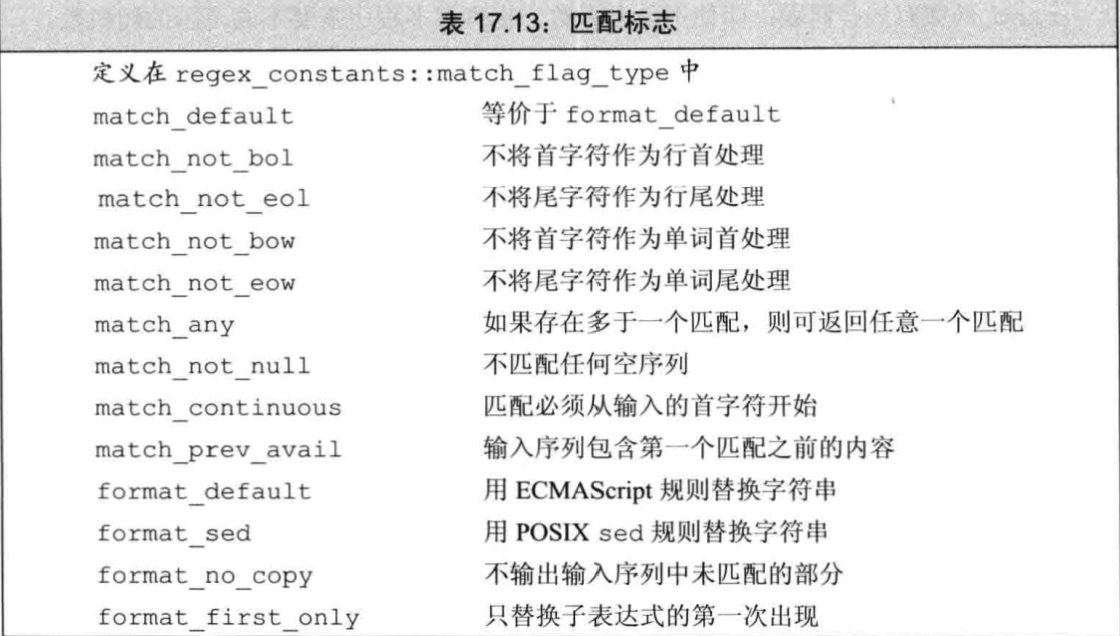 表 17.13：匹配标志
定义在 regex_constants::match_flag_type 中
match_default 等价于 format_default
match_not_bol 不将首字符作为行首处理
match_not_eol 不将尾字符作为行尾处理
match_not_bow 不将首字符作为单词首处理
match_not_eow 不将尾字符作为单词尾处理
match_any 如果存在多于一个匹配，则可返回任意一个匹配
match_not_null 不匹配任何空序列
match_continuous 匹配必须从输入的首字符开始
match_prev_avail 输入序列包含第一个匹配之前的内容
format_default 用 ECMAScript 规则替换字符串
format_sed 用 POSIX sed 规则替换字符串
format_no_copy 不输出输入序列中未匹配的部分
format_first_only 只替换子表达式的第一次出现